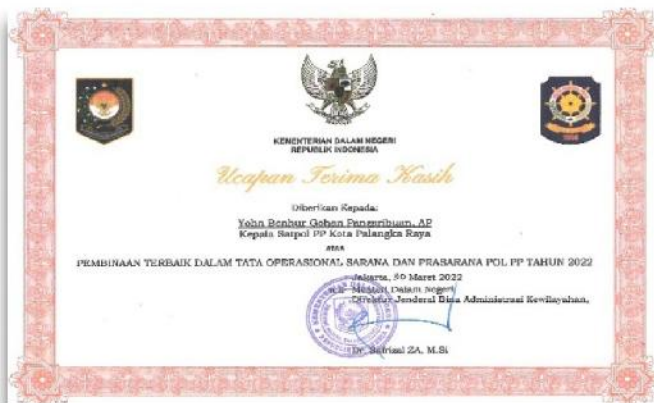 KEMENTERIAN DALAM NEGERI
REPUBLIK INDONESIA
Ucapan Terima Kasih
Diberikan Kepada:
Yohn Benhur Gohan Pangaribuan, AP
Kepala Satpol PP Kota Palangka Raya
atas
PEMBINAAN TERBAIK DALAM TATA OPERASIONAL SARANA DAN PRASARANA POL PP TAHUN 2022
Jakarta, 30 Maret 2022
Menteri Dalam Negeri
Direktur Jenderal Bina Administrasi Kewilayahan,
Dr. Safrizal ZA, M.Si